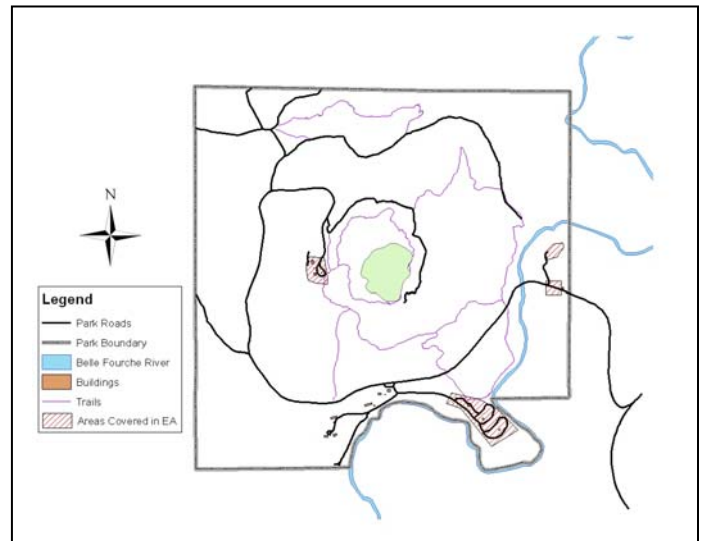 N
Legend
Park Roads
Park Boundary
Belle Fourche River
Buildings
Trails
Areas Covered in EA